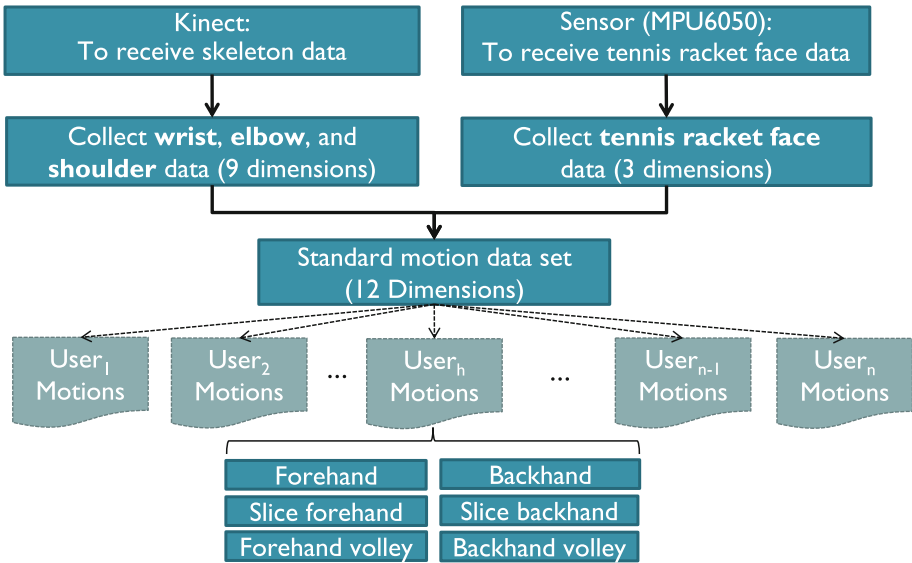 Kinect:
To receive skeleton data
Sensor (MPU6050):
To receive tennis racket face data
Collect wrist, elbow, and
shoulder data (9 dimensions)
Collect tennis racket face
data (3 dimensions)
Standard motion data set
(12 Dimensions)
User1
Motions
User2
Motions
...
Userh
Motions
...
Usern-1
Motions
Usern
Motions
Forehand
Backhand
Slice forehand
Slice backhand
Forehand volley
Backhand volley